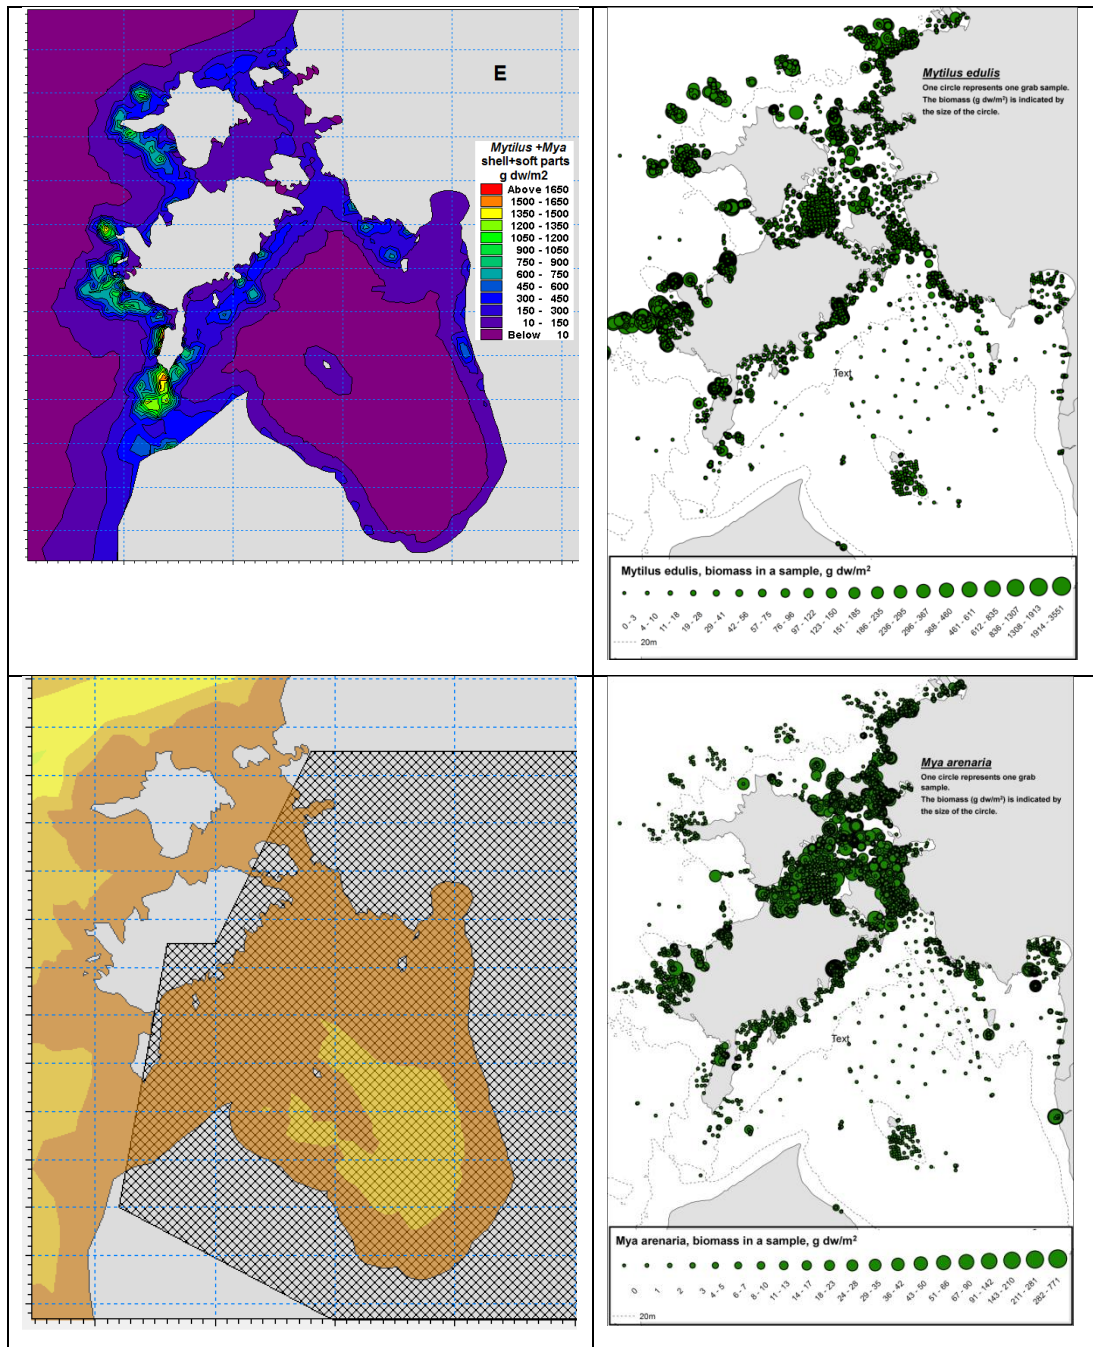 E
Mytilus +Mya
shell+soft parts
g dw/m2
Above 1650
1500 - 1650
1350 - 1500
1200 - 1350
1050 - 1200
900 - 1050
750 - 900
600 - 750
450 - 600
300 - 450
150 - 300
10 - 150
Below 10
Mytilus edulis
One circle represents one grab sample.
The biomass (g dw/m²) is indicated by
the size of the circle.
Text
Mytilus edulis, biomass in a sample, g dw/m²
0 - 3
4 - 10
11 - 18
19 - 28
29 - 41
42 - 56
57 - 75
76 - 96
97 - 122
123 - 150
151 - 185
186 - 235
236 - 295
296 - 367
368 - 460
461 - 611
612 - 835
836 - 1307
1308 - 1913
1914 - 3551
20m
Mya arenaria
One circle represents one grab
sample.
The biomass (g dw/m²) is indicated by
the size of the circle.
Text
Mya arenaria, biomass in a sample, g dw/m²
0
1
2
3
4 - 5
6 - 7
8 - 10
11 - 13
14 - 17
18 - 23
24 - 28
29 - 35
36 - 42
43 - 50
51 - 66
67 - 90
91 - 142
143 - 210
211 - 281
282 - 771
20m